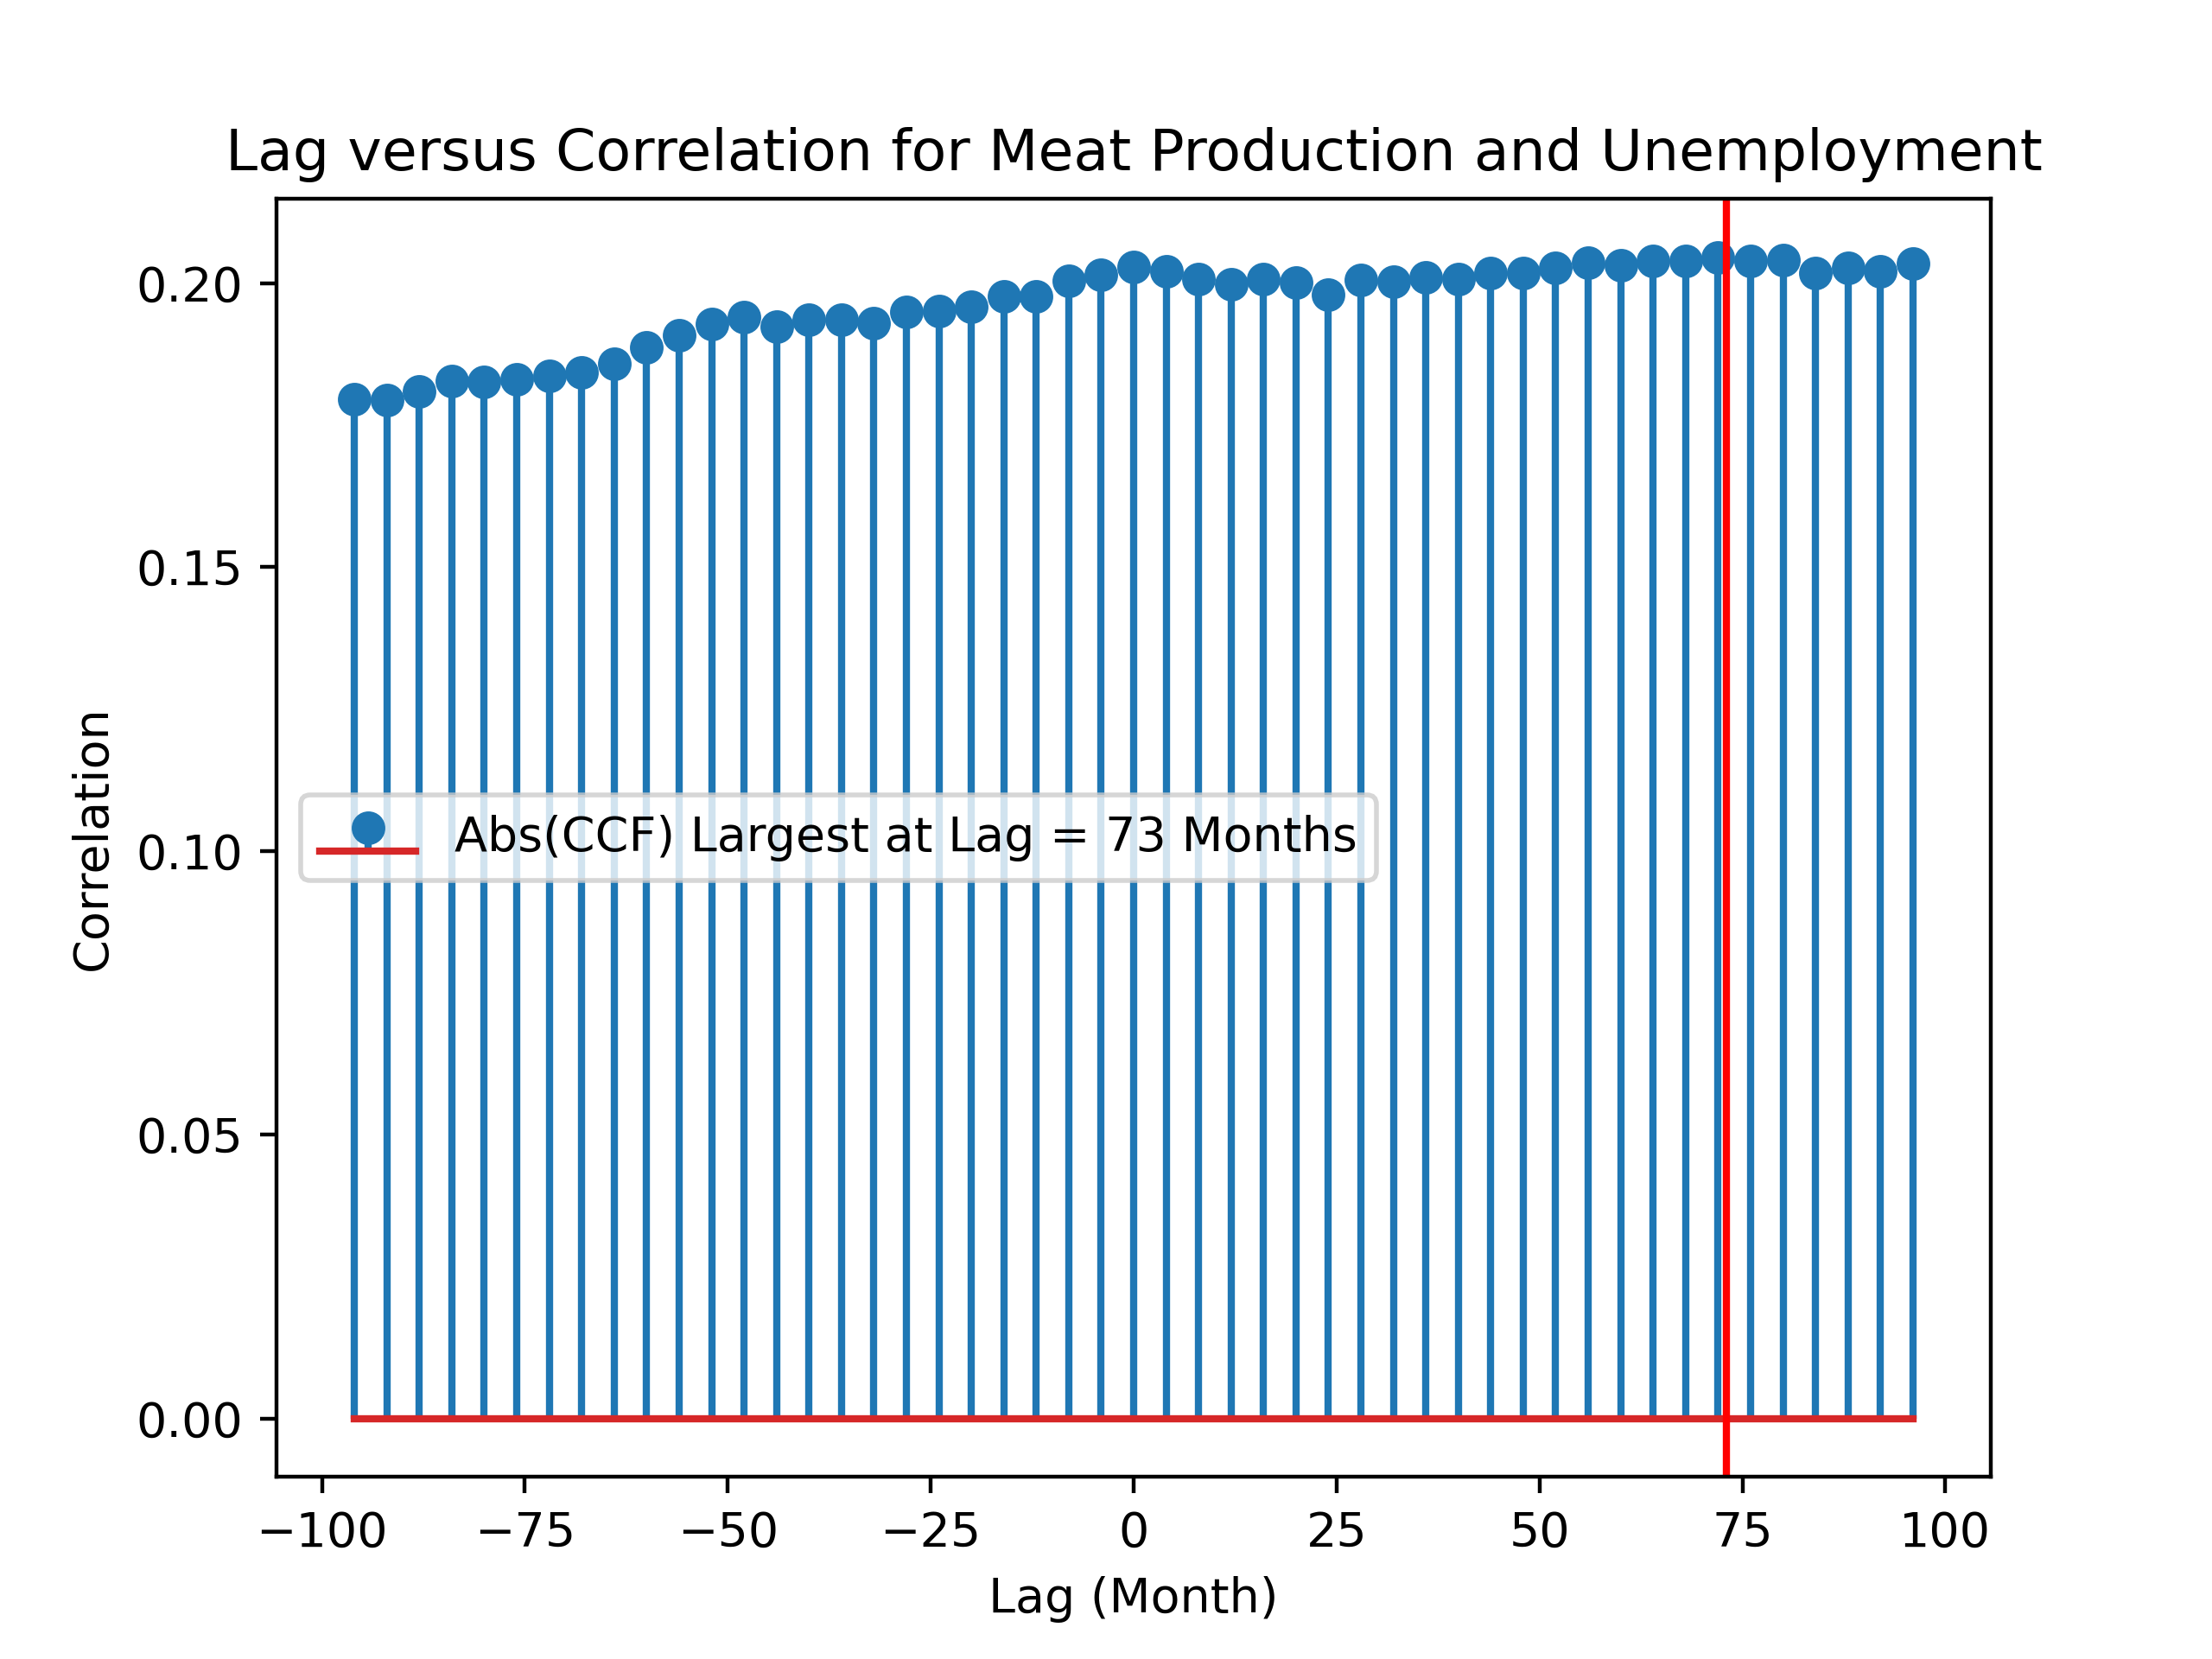 Lag versus Correlation for Meat Production and Unemployment
0.20
0.15
0.10
0.05
0.00
Correlation
Abs(CCF) Largest at Lag = 73 Months
−100 −75 −50 −25 0 25 50 75 100
Lag (Month)